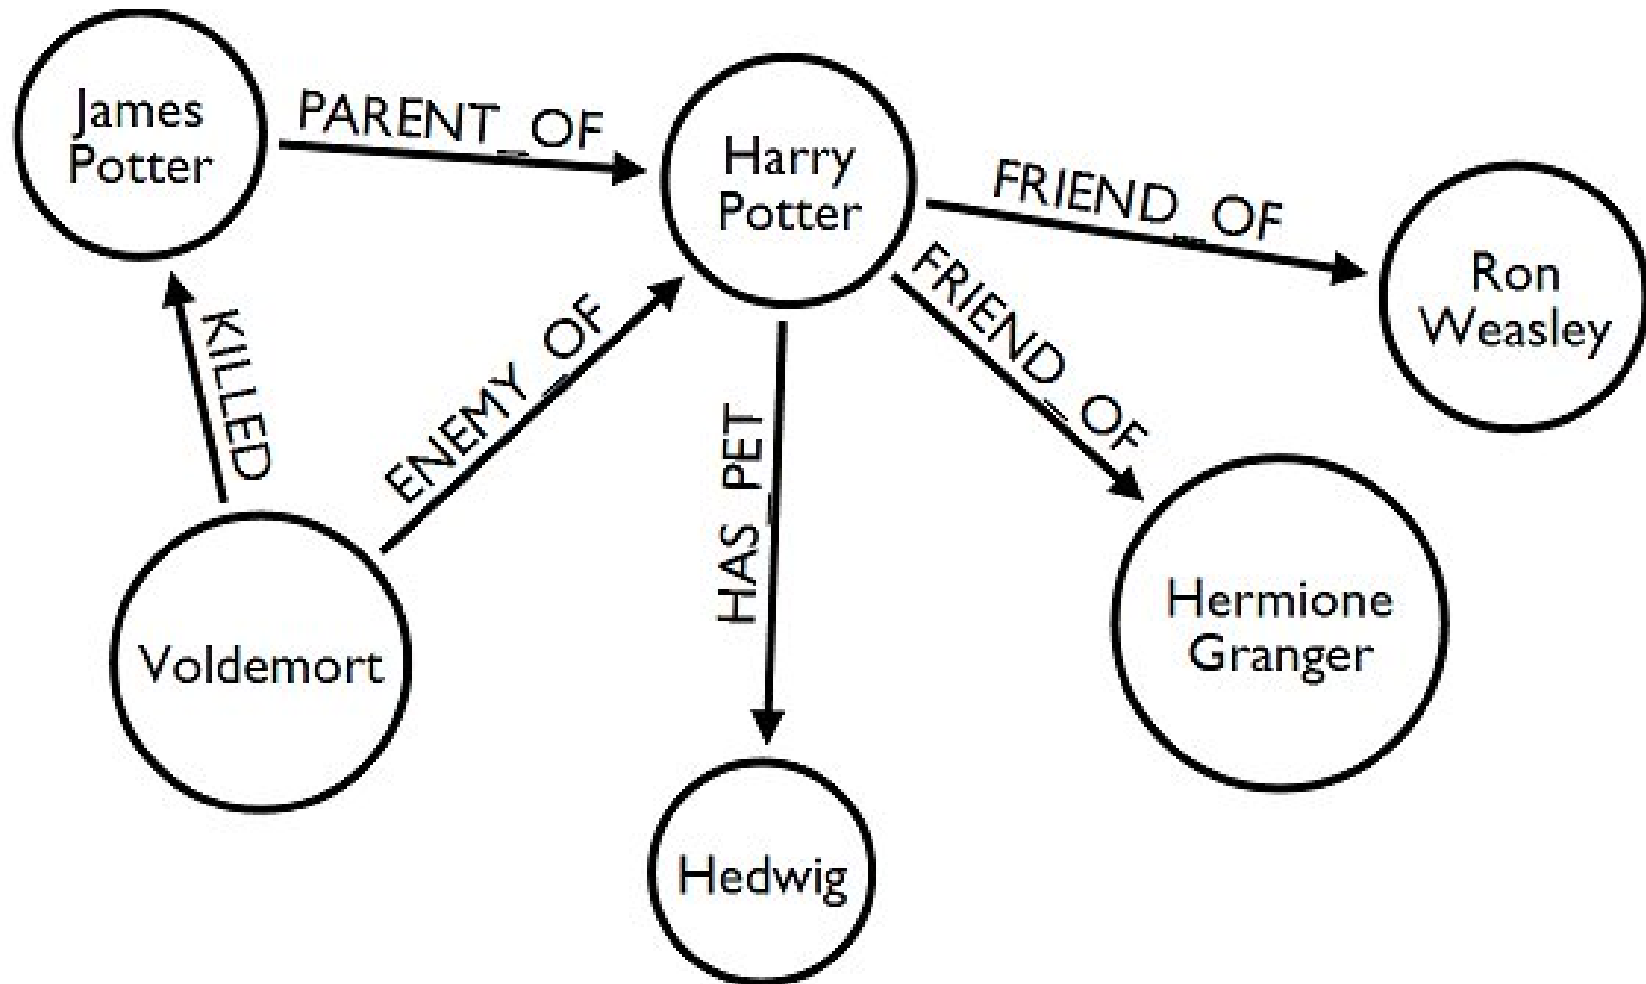 James
Potter
PARENT_OF
Harry
Potter
FRIEND_OF
Ron
Weasley
FRIEND_OF
KILLED
ENEMY_OF
HAS_PET
Hermione
Granger
Voldemort
Hedwig